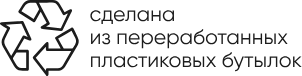 сделана
из переработанных
пластиковых бутылок